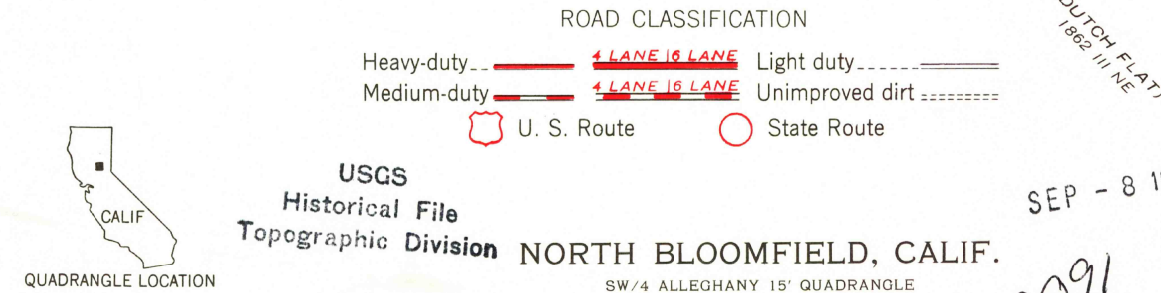 ROAD CLASSIFICATION
Heavy-duty 4 LANE | 6 LANE Light duty
Medium-duty 4 LANE | 6 LANE Unimproved dirt
U. S. Route State Route
DUTCH FLAT)
1862 III NE
CALIF
QUADRANGLE LOCATION
USGS
Historical File
Topographic Division
SEP - 8
NORTH BLOOMFIELD, CALIF.
SW/4 ALLEGHANY 15' QUADRANGLE